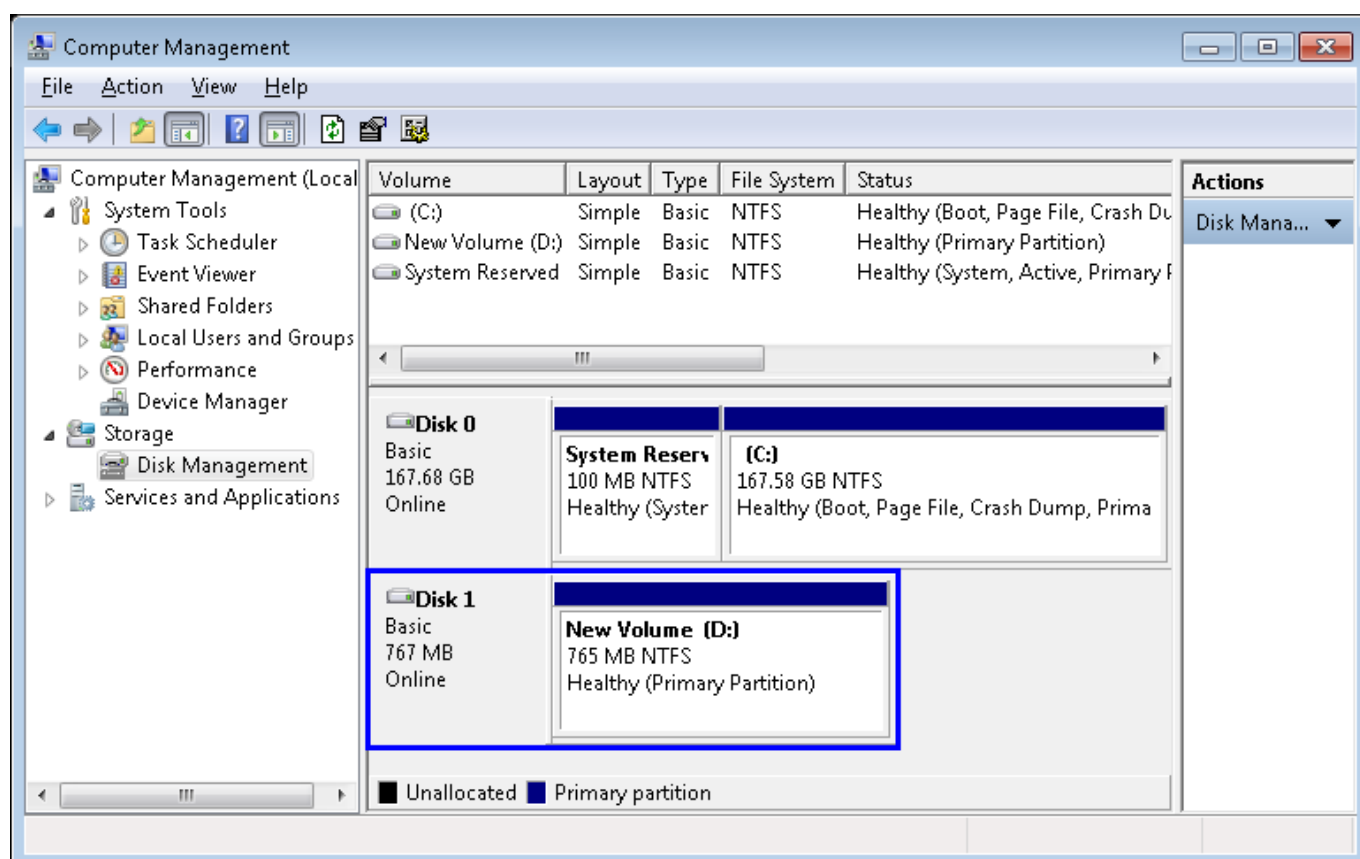 Computer Management
File Action View Help
Computer Management (Local
System Tools
Task Scheduler
Event Viewer
Shared Folders
Local Users and Groups
Performance
Device Manager
Storage
Disk Management
Services and Applications
Volume Layout Type File System Status
(C:) Simple Basic NTFS Healthy (Boot, Page File, Crash Du
New Volume (D:) Simple Basic NTFS Healthy (Primary Partition)
System Reserved Simple Basic NTFS Healthy (System, Active, Primary P
Disk 0
Basic
167.68 GB
Online
System Reserv
100 MB NTFS
Healthy (Syster
(C:)
167.58 GB NTFS
Healthy (Boot, Page File, Crash Dump, Prima
Disk 1
Basic
767 MB
Online
New Volume (D:)
765 MB NTFS
Healthy (Primary Partition)
Unallocated Primary partition
Actions
Disk Mana...